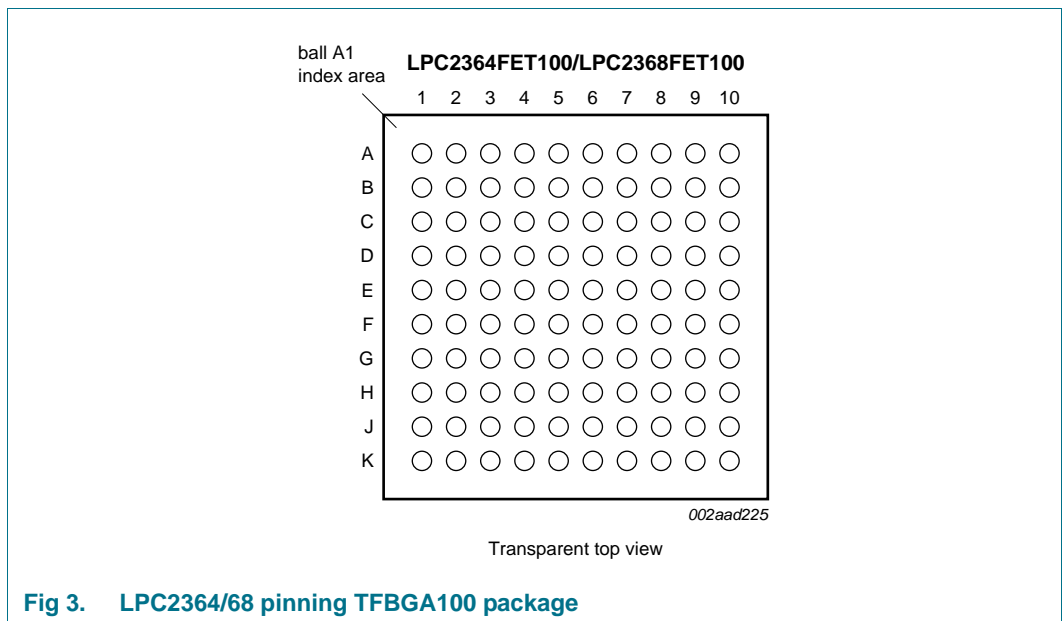 ball A1
index area
LPC2364FET100/LPC2368FET100
1 2 3 4 5 6 7 8 9 10
A
B
C
D
E
F
G
H
J
K
002aad225
Transparent top view
Fig 3. LPC2364/68 pinning TFBGA100 package